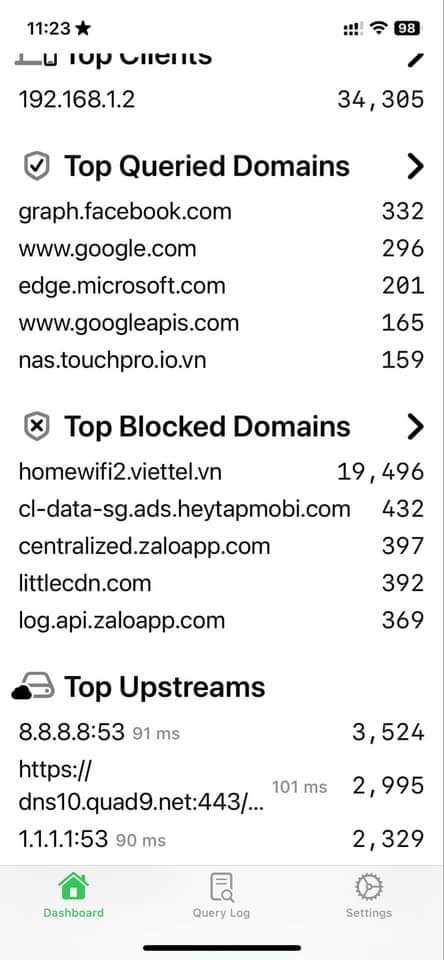 11:23
98
Top Clients
192.168.1.2 34,305
Top Queried Domains
graph.facebook.com 332
www.google.com 296
edge.microsoft.com 201
www.googleapis.com 165
nas.touchpro.io.vn 159
Top Blocked Domains
homewifi2.viettel.vn 19,496
cl-data-sg.ads.heytapmobi.com 432
centralized.zaloapp.com 397
littlecdn.com 392
log.api.zaloapp.com 369
Top Upstreams
8.8.8.8:53 91 ms 3,524
https://
dns10.quad9.net:443/... 101 ms 2,995
1.1.1.1:53 90 ms 2,329
Dashboard Query Log Settings